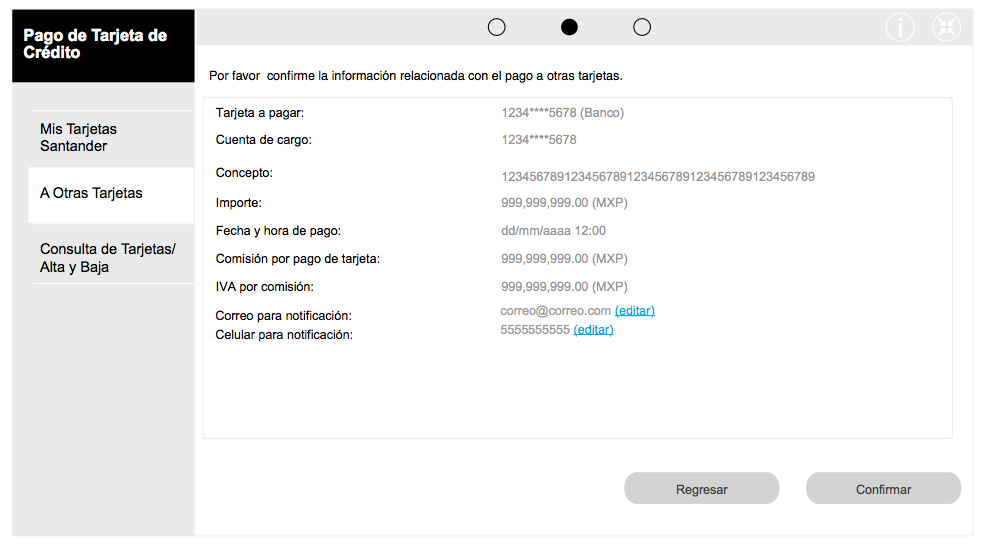 Pago de Tarjeta de
Crédito
Mis Tarjetas
Santander
A Otras Tarjetas
Consulta de Tarjetas/
Alta y Baja
i
Por favor confirme la información relacionada con el pago a otras tarjetas.
Tarjeta a pagar: 1234****5678 (Banco)
Cuenta de cargo: 1234****5678
Concepto: 123456789123456789123456789123456789123456789
Importe: 999,999,999.00 (MXP)
Fecha y hora de pago: dd/mm/aaaa 12:00
Comisión por pago de tarjeta: 999,999,999.00 (MXP)
IVA por comisión: 999,999,999.00 (MXP)
Correo para notificación: correo@correo.com (editar)
Celular para notificación: 5555555555 (editar)
Regresar Confirmar